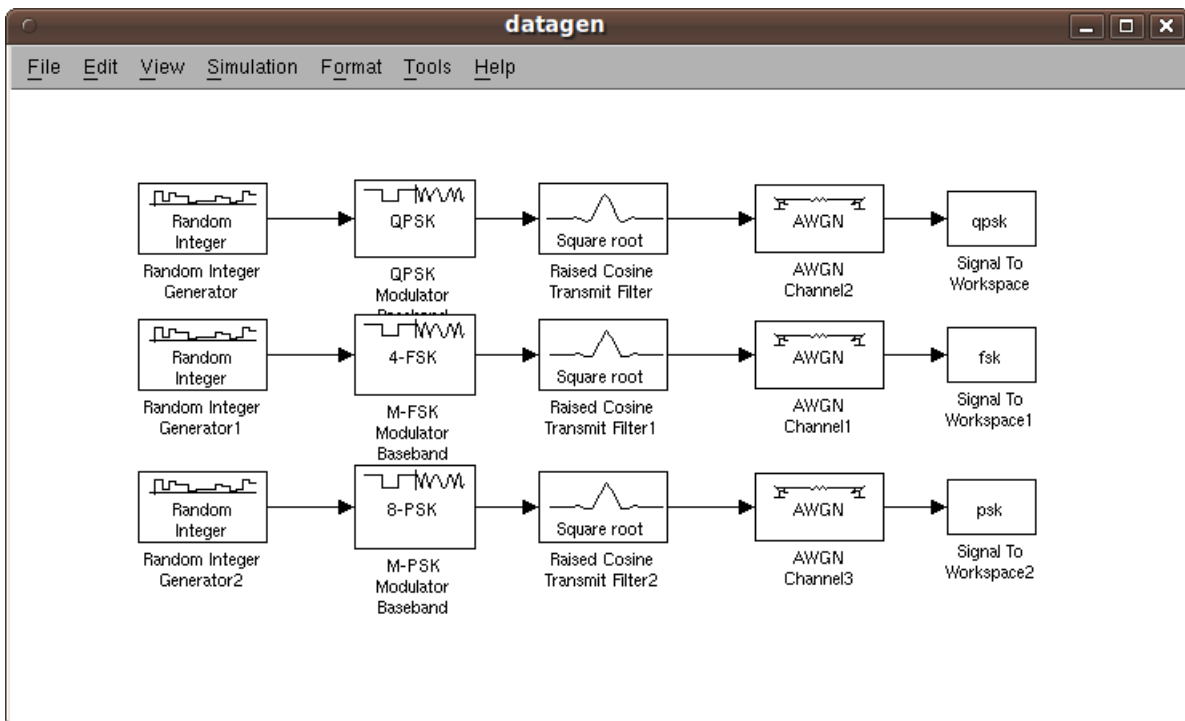 datagen
File Edit View Simulation Format Tools Help
Random
Integer
Random Integer
Generator
QPSK
QPSK
Modulator
Baseband
Square root
Raised Cosine
Transmit Filter
AWGN
AWGN
Channel2
qpsk
Signal To
Workspace
Random
Integer
Random Integer
Generator1
4-FSK
M-FSK
Modulator
Baseband
Square root
Raised Cosine
Transmit Filter1
AWGN
AWGN
Channel1
fsk
Signal To
Workspace1
Random
Integer
Random Integer
Generator2
8-PSK
M-PSK
Modulator
Baseband
Square root
Raised Cosine
Transmit Filter2
AWGN
AWGN
Channel3
psk
Signal To
Workspace2